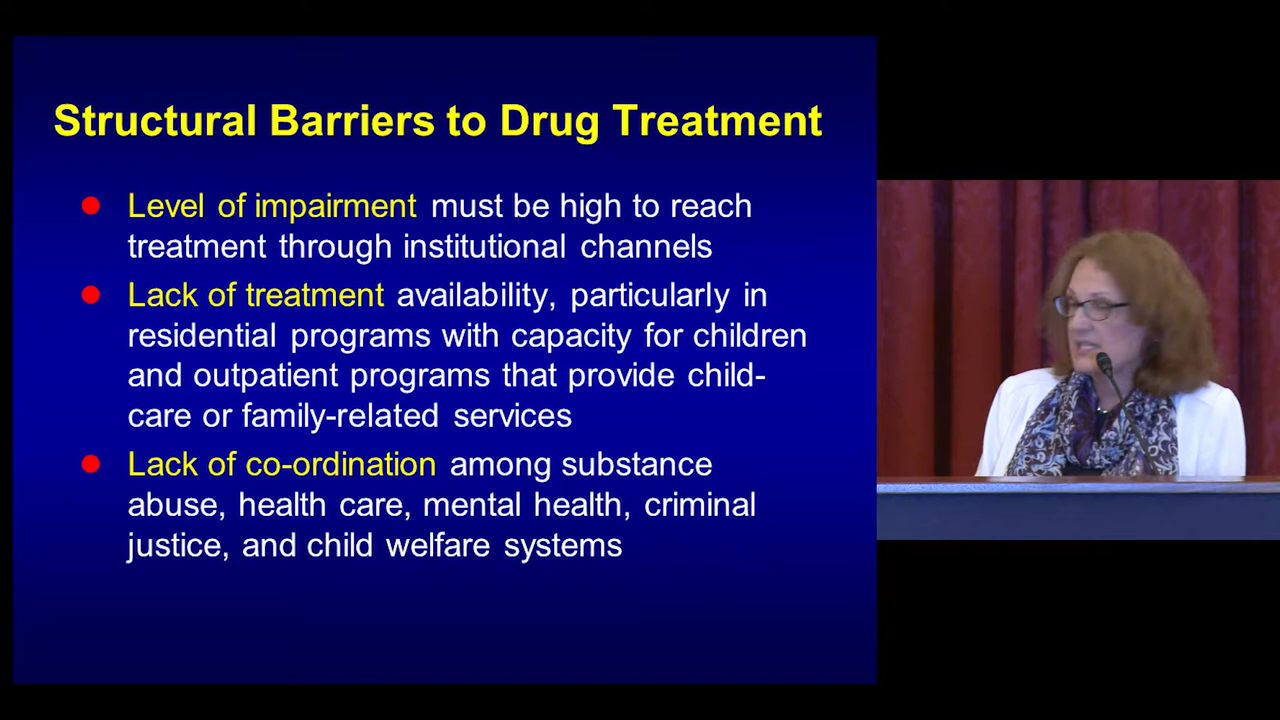 Structural Barriers to Drug Treatment
Level of impairment must be high to reach
treatment through institutional channels
Lack of treatment availability, particularly in
residential programs with capacity for children
and outpatient programs that provide child-
care or family-related services
Lack of co-ordination among substance
abuse, health care, mental health, criminal
justice, and child welfare systems